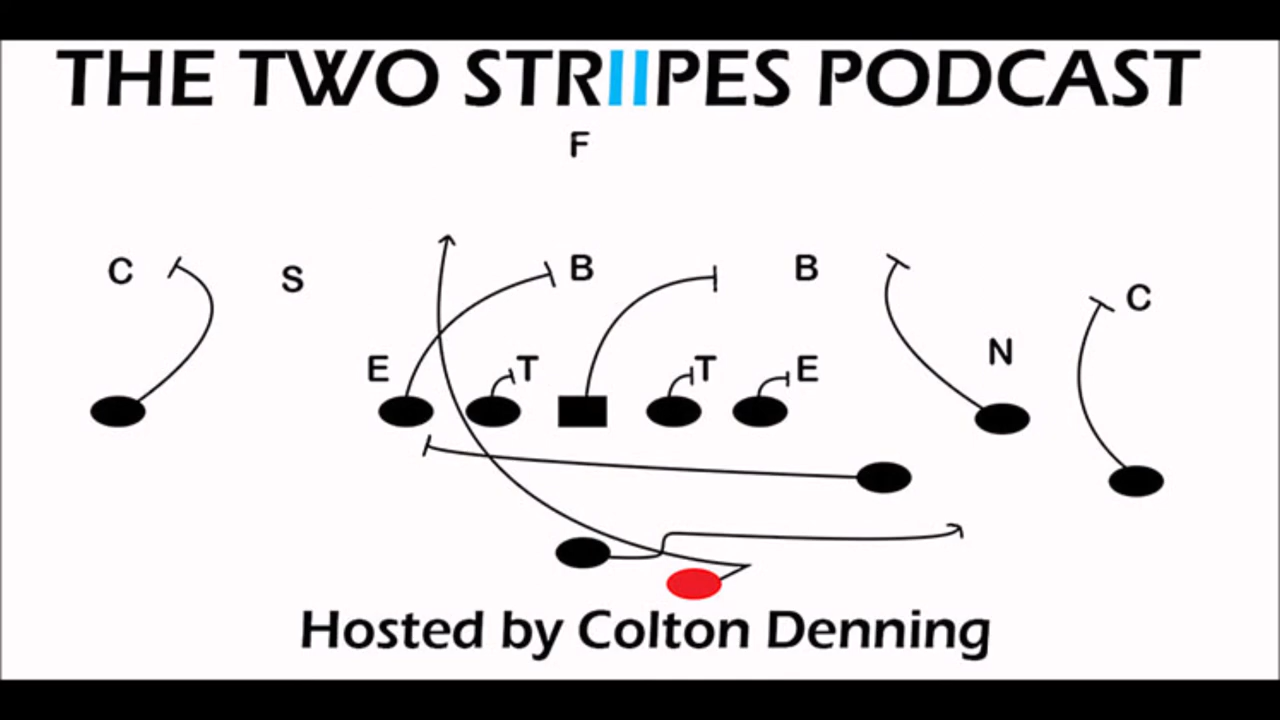 THE TWO STRIIPES PODCAST
F
C S B B C
E T T E N
Hosted by Colton Denning